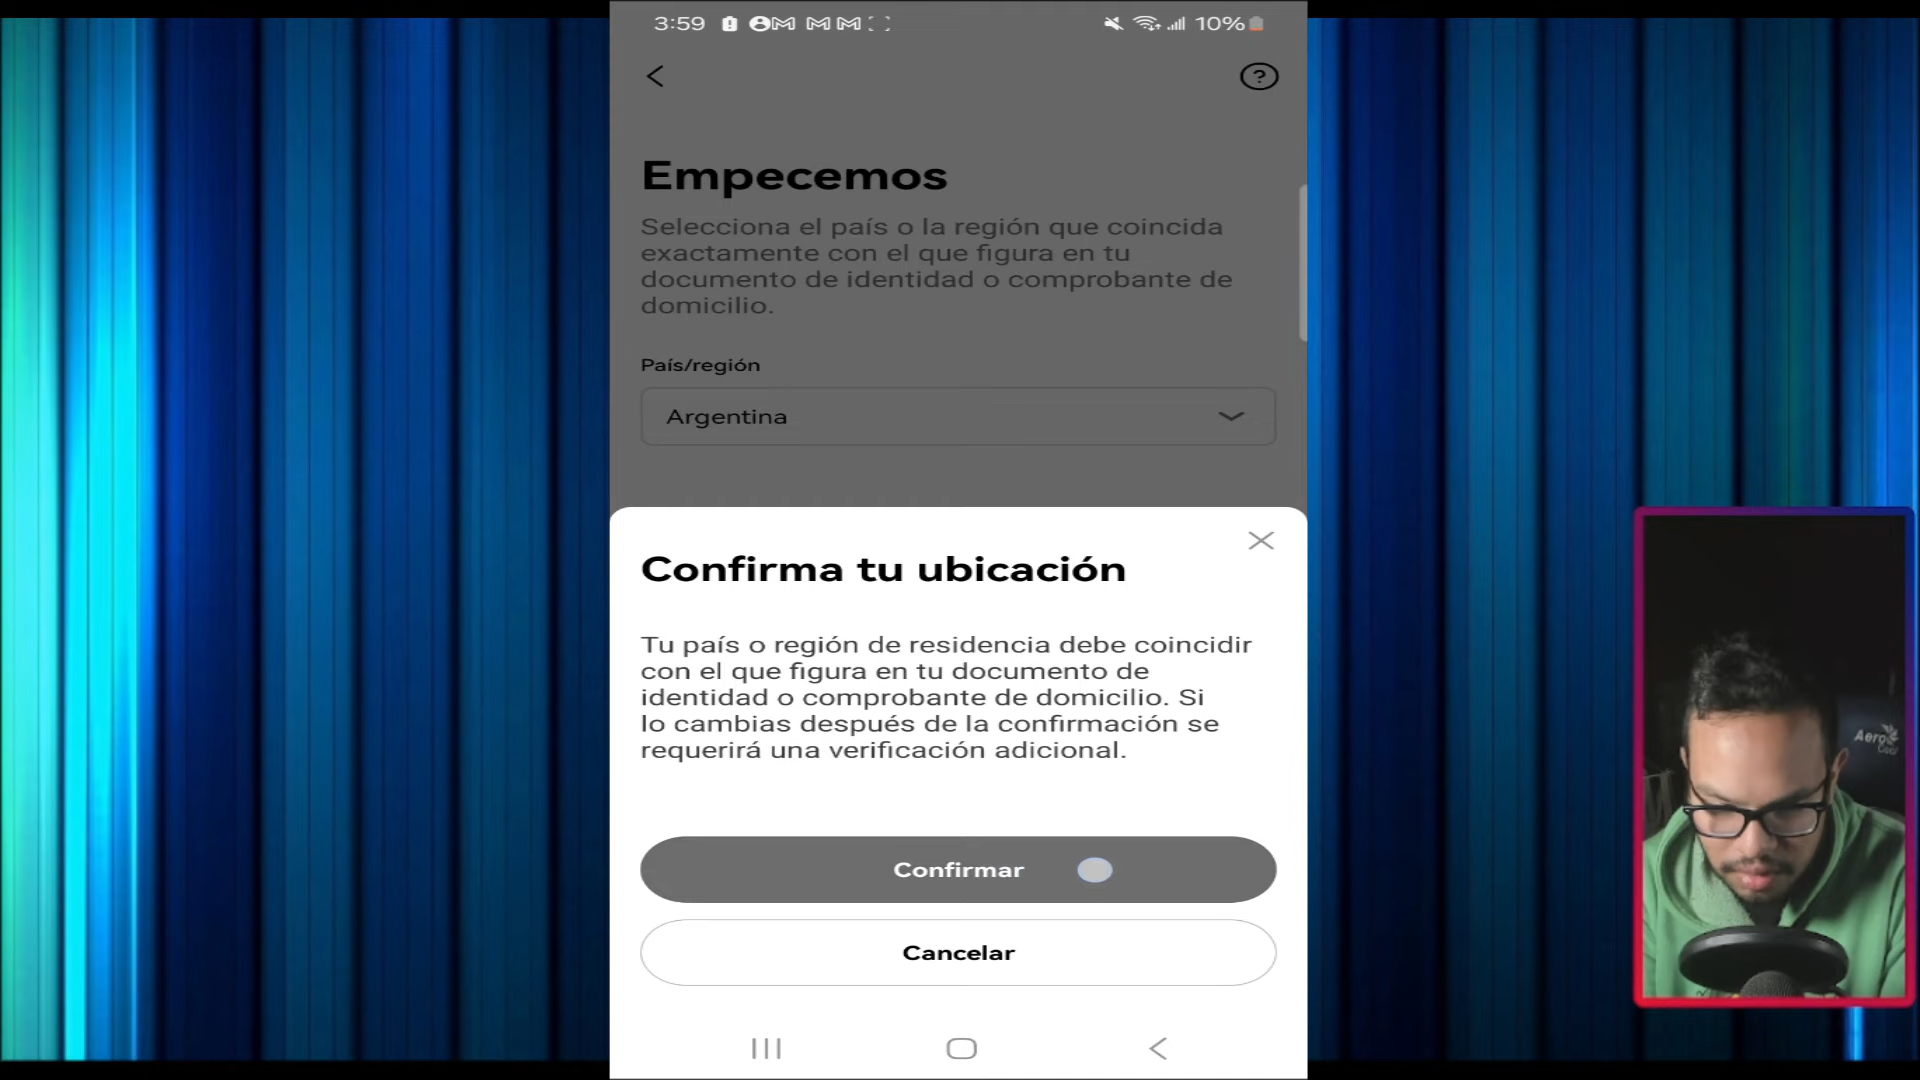 3:59
10%
Empecemos
Selecciona el país o la región que coincida
exactamente con el que figura en tu
documento de identidad o comprobante de
domicilio.
País/región
Argentina
Confirma tu ubicación
Tu país o región de residencia debe coincidir
con el que figura en tu documento de
identidad o comprobante de domicilio. Si
lo cambias después de la confirmación se
requerirá una verificación adicional.
Confirmar
Cancelar
Aero
Cool